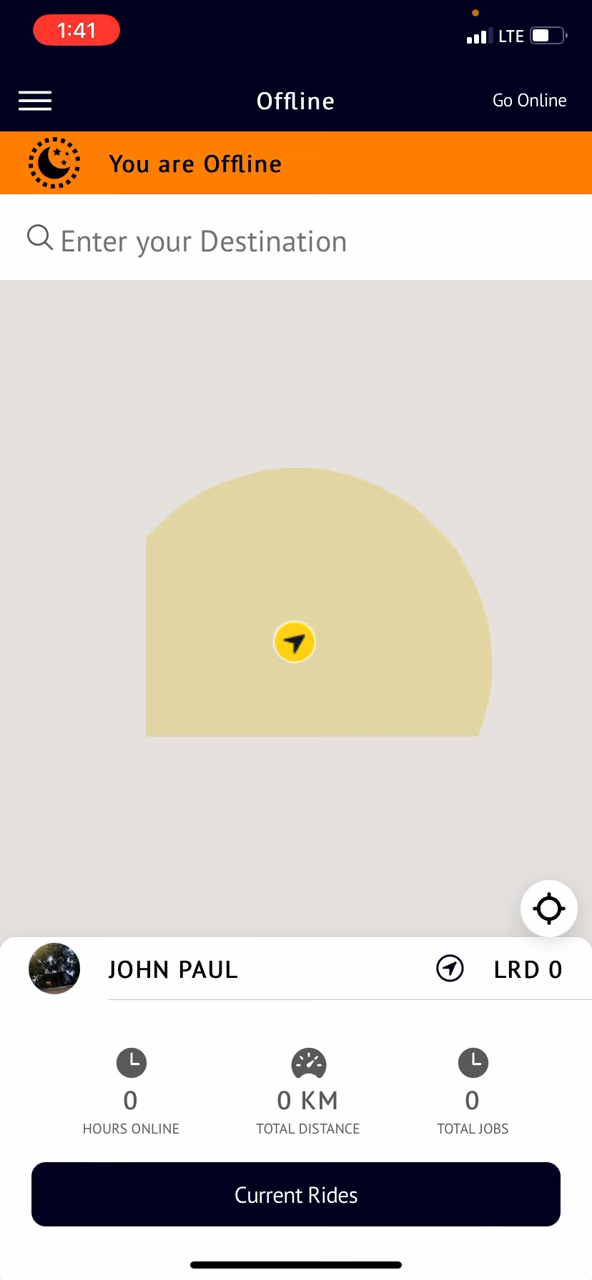 1:41
LTE
Offline
Go Online
You are Offline
Enter your Destination
JOHN PAUL
LRD 0
0
0 KM
0
HOURS ONLINE
TOTAL DISTANCE
TOTAL JOBS
Current Rides